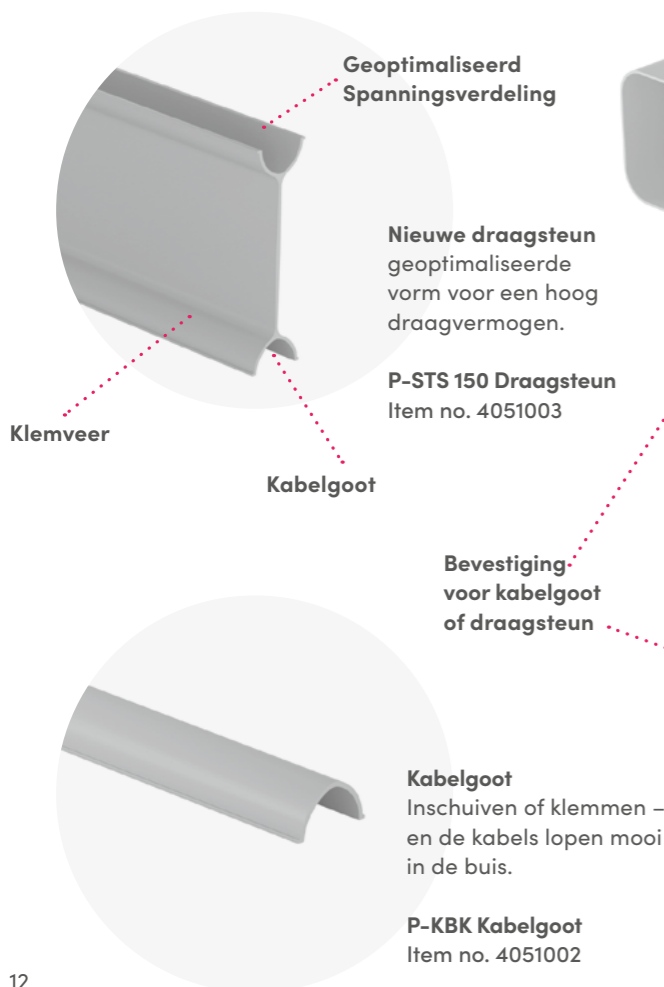 Geoptimaliseerd
Spanningsverdeling
Nieuwe draagsteun
geoptimaliseerde
vorm voor een hoog
draagvermogen.
P-STS 150 Draagsteun
Item no. 4051003
Klemveer
Kabelgoot
Bevestiging
voor kabelgoot
of draagsteun
Kabelgoot
Inschuiven of klemmen –
en de kabels lopen mooi
in de buis.
P-KBK Kabelgoot
Item no. 4051002
12